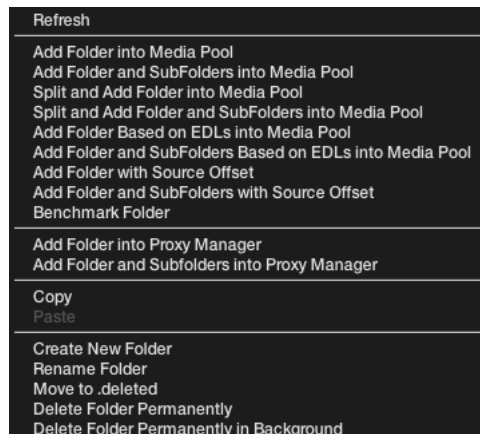 Refresh
Add Folder into Media Pool
Add Folder and SubFolders into Media Pool
Split and Add Folder into Media Pool
Split and Add Folder and SubFolders into Media Pool
Add Folder Based on EDLs into Media Pool
Add Folder and SubFolders Based on EDLs into Media Pool
Add Folder with Source Offset
Add Folder and SubFolders with Source Offset
Benchmark Folder
Add Folder into Proxy Manager
Add Folder and Subfolders into Proxy Manager
Copy
Paste
Create New Folder
Rename Folder
Move to .deleted
Delete Folder Permanently
Delete Folder Permanently in Background